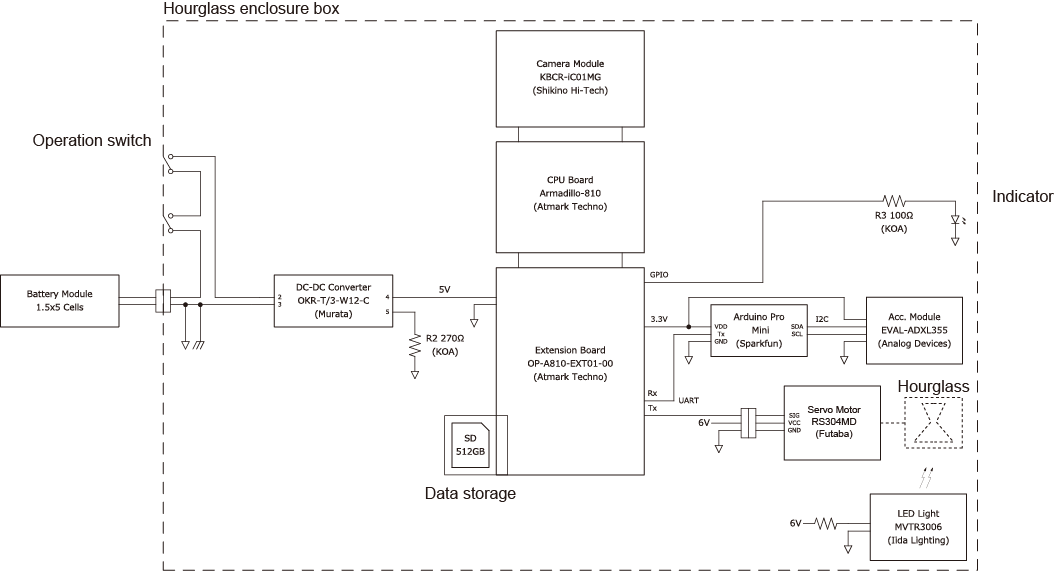 Hourglass enclosure box
Camera Module
KBCR-iC01MG
(Shikino Hi-Tech)
Operation switch
CPU Board
Armadillo-810
(Atmark Techno)
Indicator
R3 100Ω
(KOA)
GPIO
Battery Module
1.5x5 Cells
DC-DC Converter
OKR-T/3-W12-C
(Murata)
2
3
4
5
5V
R2 270Ω
(KOA)
Extension Board
OP-A810-EXT01-00
(Atmark Techno)
3.3V
VDD
Tx
GND
Arduino Pro
Mini
(Sparkfun)
SDA
SCL
I2C
Acc. Module
EVAL-ADXL355
(Analog Devices)
Rx
UART
Tx
6V
SIG
VCC
GND
Servo Motor
RS304MD
(Futaba)
Hourglass
SD
512GB
Data storage
6V
LED Light
MVTR3006
(Iida Lighting)